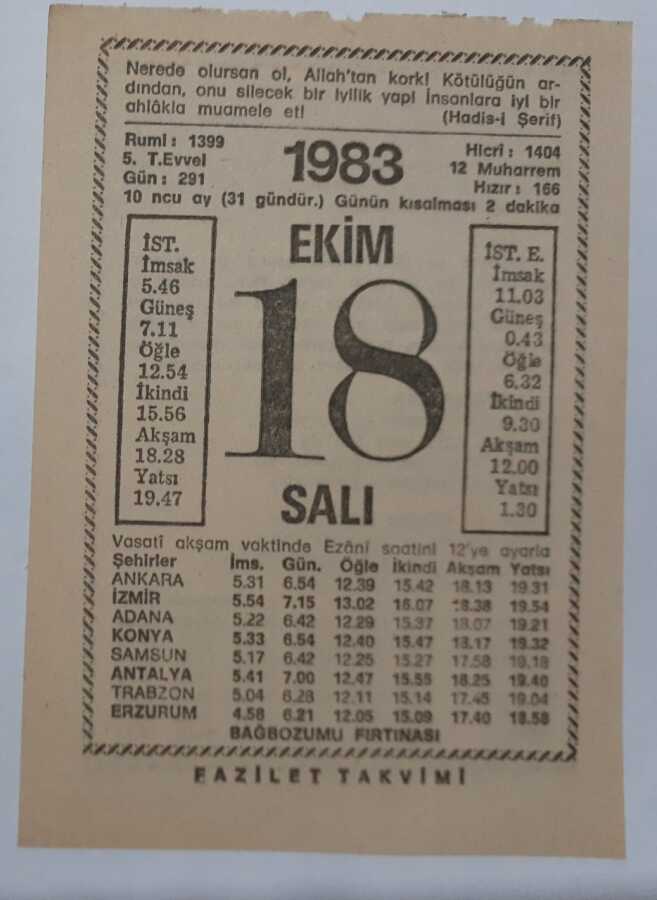 Nerede olursan ol, Allah'tan kork! Kötülüğün ar-
dından, onu silecek bir iyilik yap! İnsanlara iyi bir
ahlâkla muamele et!     (Hadis-i Şerif)
Rumî : 1399
5. T.Evvel
Gün : 291
1983
Hicrî : 1404
12 Muharrem
Hızır : 166
10 ncu ay (31 gündür.) Günün kısalması 2 dakika
İST.
İmsak
5.46
Güneş
7.11
Öğle
12.54
İkindi
15.56
Akşam
18.28
Yatsı
19.47
EKİM
18
SALI
İST. E.
İmsak
11.03
Güneş
0.43
Öğle
6.32
İkindi
9.30
Akşam
12.00
Yatsı
1.30
Vasatî akşam vaktinde Ezânî saatini 12'ye ayarla
Şehirler İms. Gün. Öğle İkindi Akşam Yatsı
ANKARA 5.31 6.54 12.39 15.42 18.13 19.31
İZMİR 5.54 7.15 13.02 16.07 18.38 19.54
ADANA 5.22 6.42 12.29 15.37 18.07 19.21
KONYA 5.33 6.54 12.40 15.47 18.17 19.32
SAMSUN 5.17 6.42 12.25 15.27 17.58 19.18
ANTALYA 5.41 7.00 12.47 15.55 18.25 19.40
TRABZON 5.04 6.28 12.11 15.14 17.45 19.04
ERZURUM 4.58 6.21 12.05 15.09 17.40 18.58
BAĞBOZUMU FIRTINASI
FAZİLET TAKVİMİ